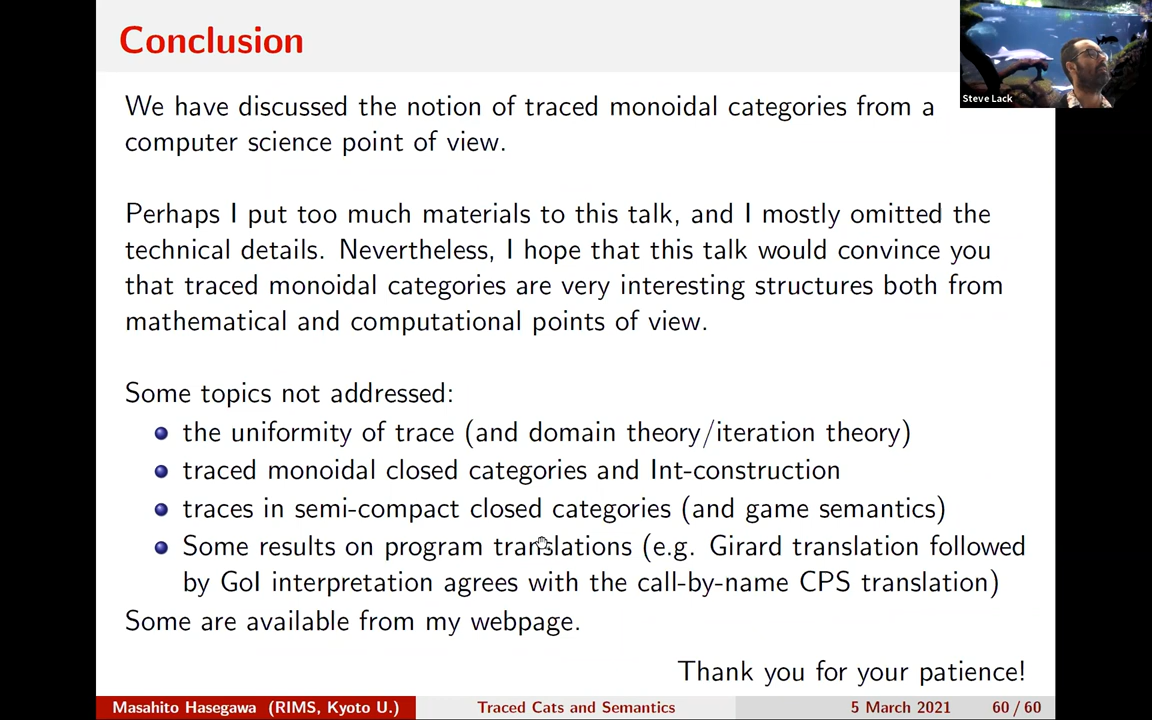 Conclusion
Steve Lack
We have discussed the notion of traced monoidal categories from a
computer science point of view.
Perhaps I put too much materials to this talk, and I mostly omitted the
technical details. Nevertheless, I hope that this talk would convince you
that traced monoidal categories are very interesting structures both from
mathematical and computational points of view.
Some topics not addressed:
the uniformity of trace (and domain theory/iteration theory)
traced monoidal closed categories and Int-construction
traces in semi-compact closed categories (and game semantics)
Some results on program translations (e.g. Girard translation followed
by GoI interpretation agrees with the call-by-name CPS translation)
Some are available from my webpage.
Thank you for your patience!
Masahito Hasegawa (RIMS, Kyoto U.) Traced Cats and Semantics 5 March 2021 60 / 60